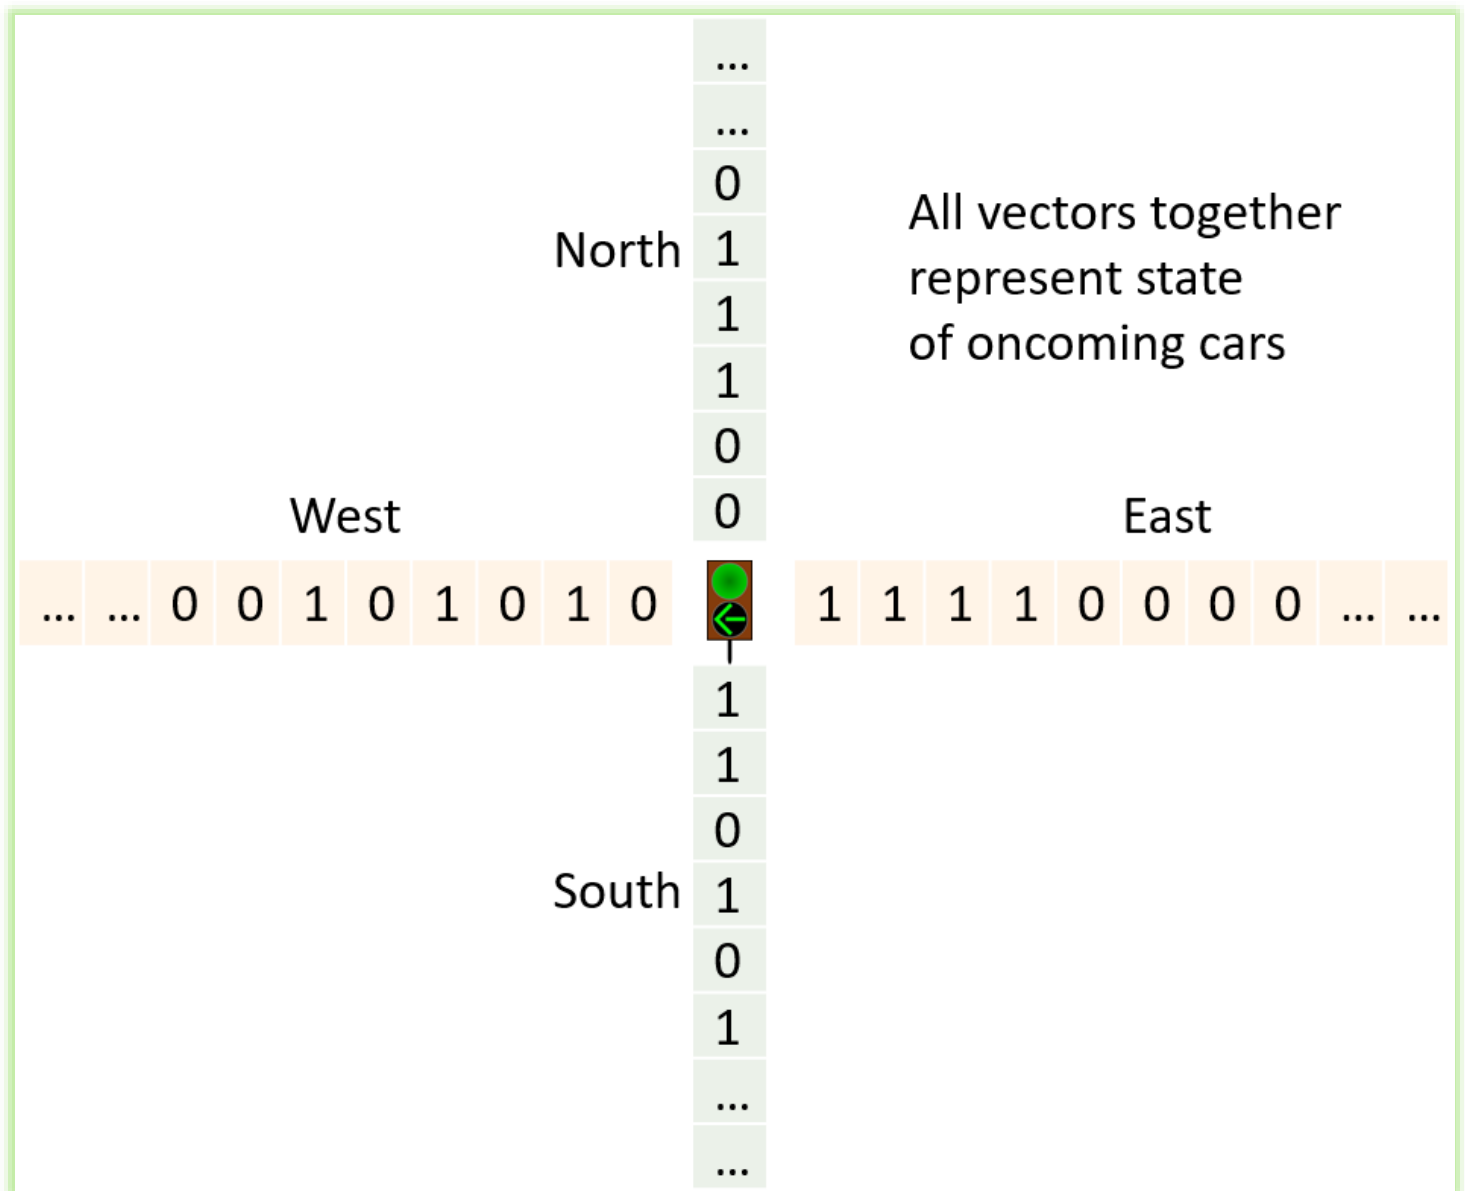 ...
...
0
North 1
1
1
0
0
All vectors together
represent state
of oncoming cars
West
East
... ... 0 0 1 0 1 0 1 0
1 1 1 1 0 0 0 0 ... ...
1
1
0
South 1
0
1
...
...